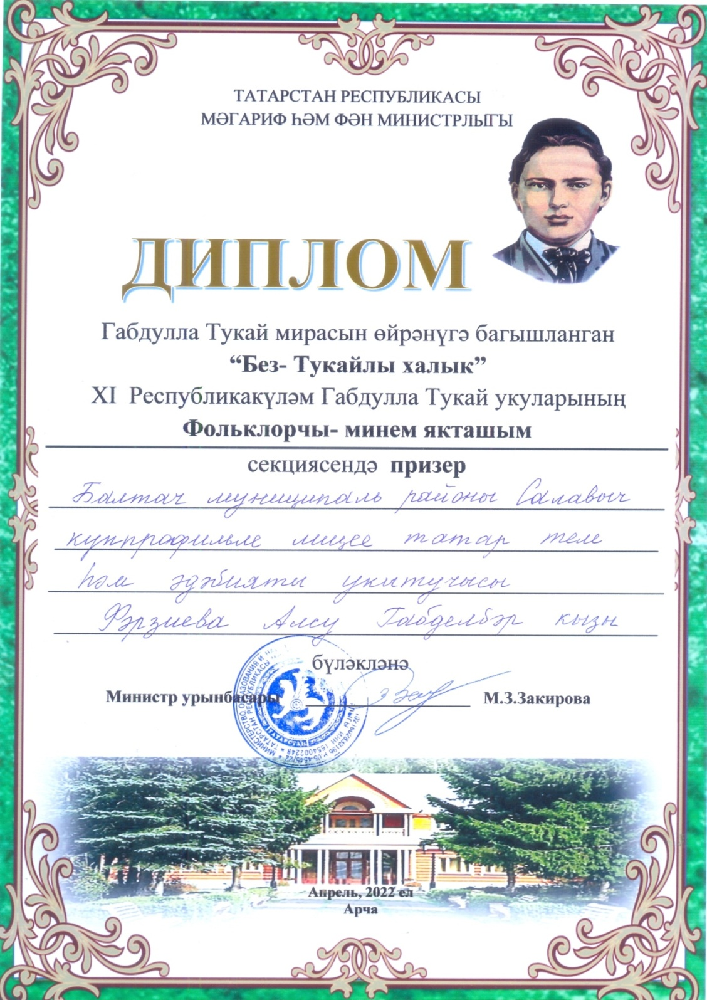 ТАТАРСТАН РЕСПУБЛИКАСЫ
МӘГАРИФ ҺӘМ ФӘН МИНИСТРЛЫГЫ
ДИПЛОМ
Габдулла Тукай мирасын өйрәнүгә багышланган
“Без- Тукайлы халык”
XI Республикакүләм Габдулла Тукай укуларының
Фольклорчы- минем якташым
секциясендә призер
Балтач муниципаль районы Салавыч
күппрофильле лицее татар теле
һәм әдәбияты укытучысы
Фәрзиева Алсу Габделбәр кызы
бүләкләнә
Министр урынбасары М.З.Закирова
ТАТАРСТАН
Апрель, 2022 ел
Арча